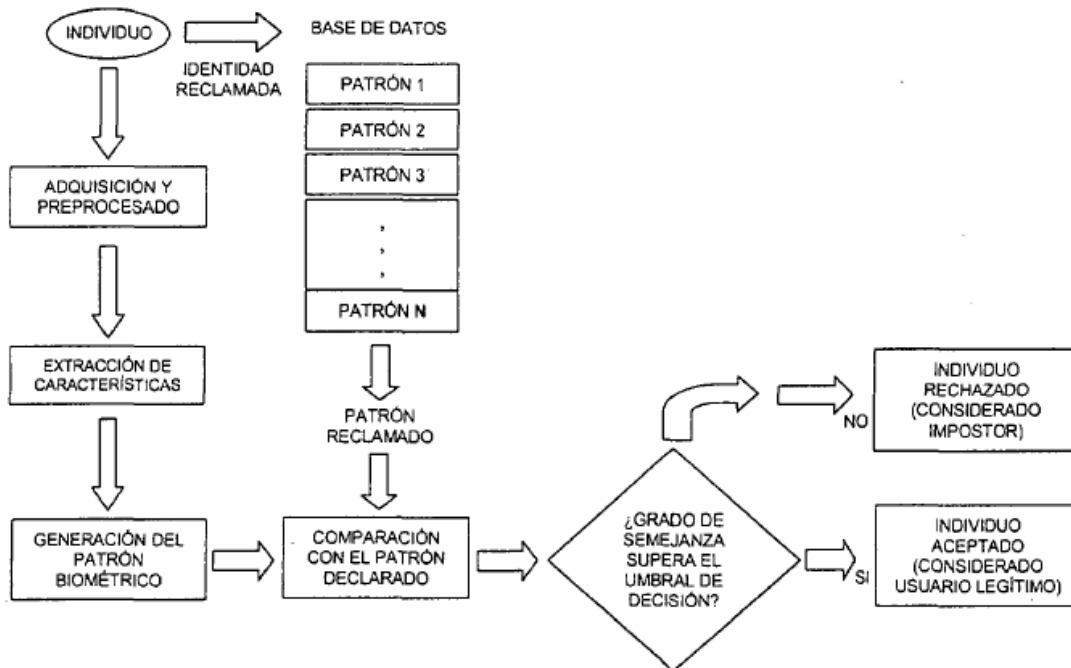 INDIVIDUO
BASE DE DATOS
IDENTIDAD
RECLAMADA
PATRÓN 1
PATRÓN 2
PATRÓN 3
,
,
,
PATRÓN N
ADQUISICIÓN Y
PREPROCESADO
EXTRACCIÓN DE
CARACTERÍSTICAS
PATRÓN
RECLAMADO
GENERACIÓN DEL
PATRÓN
BIOMÉTRICO
COMPARACIÓN
CON EL PATRÓN
DECLARADO
¿GRADO DE
SEMEJANZA
SUPERA EL
UMBRAL DE
DECISIÓN?
NO
INDIVIDUO
RECHAZADO
(CONSIDERADO
IMPOSTOR)
SI
INDIVIDUO
ACEPTADO
(CONSIDERADO
USUARIO LEGÍTIMO)